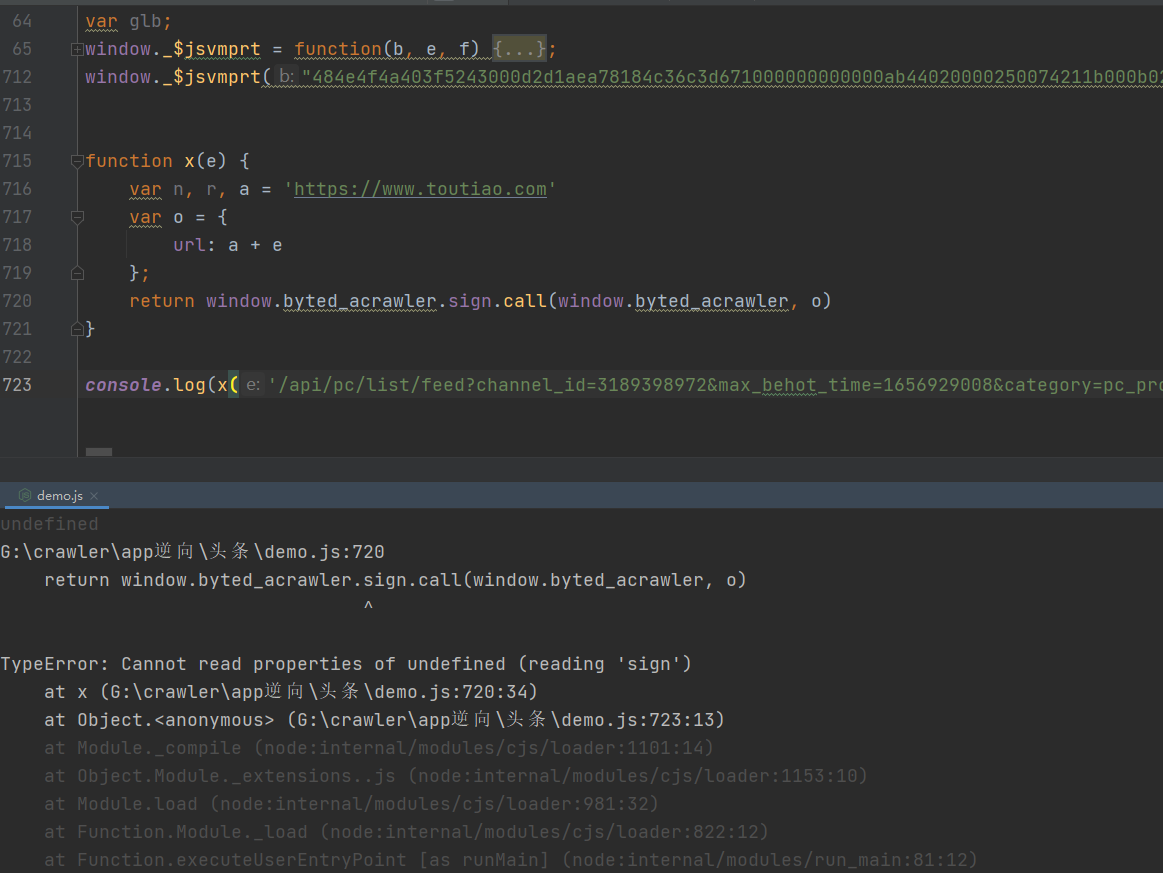 64 var glb;
65 window._$jsvmprt = function(b, e, f) {...};
712 window._$jsvmprt( b: "484e4f4a403f5243000d2d1aea78184c36c3d671000000000000ab44020000250074211b000b02
713
714
715 function x(e) {
716 var n, r, a = 'https://www.toutiao.com'
717 var o = {
718 url: a + e
719 };
720 return window.byted_acrawler.sign.call(window.byted_acrawler, o)
721 }
722
723 console.log(x( e: '/api/pc/list/feed?channel_id=3189398972&max_behot_time=1656929008&category=pc_pro
demo.js ×
undefined
G:\crawler\app逆向\头条\demo.js:720
return window.byted_acrawler.sign.call(window.byted_acrawler, o)
^
TypeError: Cannot read properties of undefined (reading 'sign')
at x (G:\crawler\app逆向\头条\demo.js:720:34)
at Object.<anonymous> (G:\crawler\app逆向\头条\demo.js:723:13)
at Module._compile (node:internal/modules/cjs/loader:1101:14)
at Object.Module._extensions..js (node:internal/modules/cjs/loader:1153:10)
at Module.load (node:internal/modules/cjs/loader:981:32)
at Function.Module._load (node:internal/modules/cjs/loader:822:12)
at Function.executeUserEntryPoint [as runMain] (node:internal/modules/run_main:81:12)